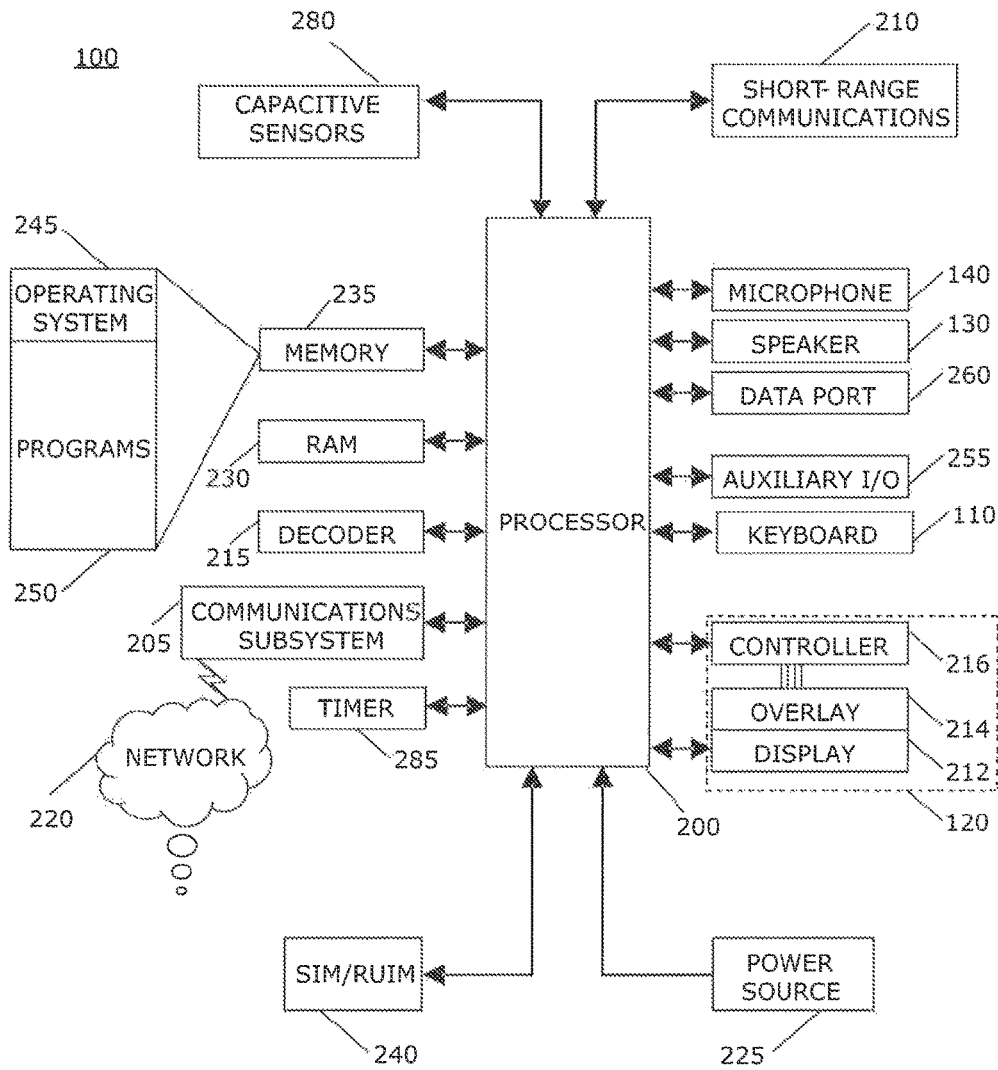 280
210
100
CAPACITIVE
SENSORS
SHORT-RANGE
COMMUNICATIONS
245
OPERATING
SYSTEM
PROGRAMS
250
235
MEMORY
RAM
230
DECODER
215
COMMUNICATIONS
SUBSYSTEM
205
TIMER
285
NETWORK
220
PROCESSOR
200
MICROPHONE
140
SPEAKER
130
DATA PORT
260
AUXILIARY I/O
255
KEYBOARD
110
CONTROLLER
216
OVERLAY
214
DISPLAY
212
120
SIM/RUIM
240
POWER
SOURCE
225